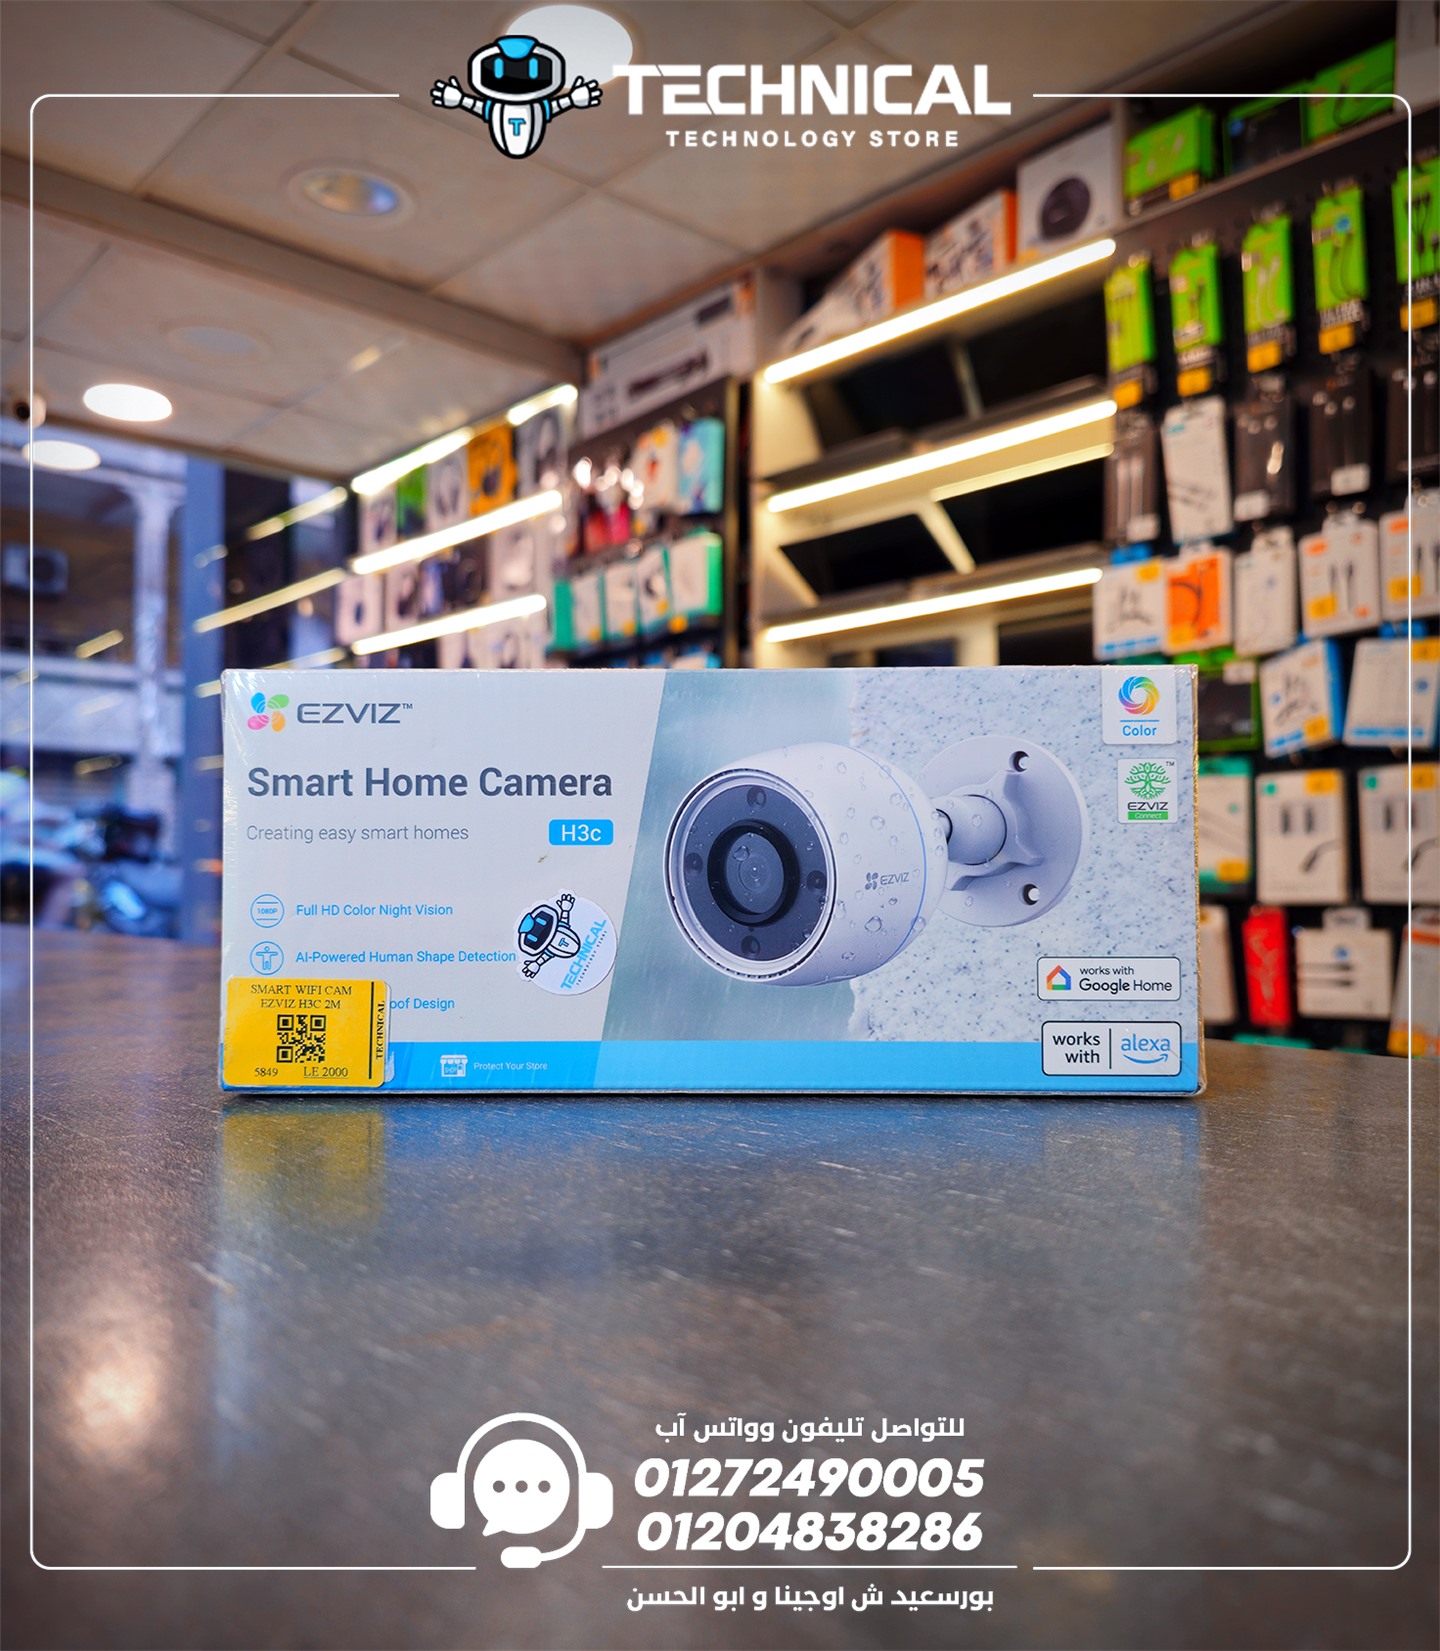 TECHNICAL
TECHNOLOGY STORE
EZVIZ™
Smart Home Camera
Creating easy smart homes
H3c
1080P
Full HD Color Night Vision
AI-Powered Human Shape Detection
oof Design
TECHNICAL
SMART WIFI CAM
EZVIZ H3C 2M
TECHNICAL
5849 LE 2000
Protect Your Store
EZVIZ
Color
EZVIZ
Connect
works with
Google Home
works with
alexa
للتواصل تليفون وواتس آب
01272490005
01204838286
بورسعيد ش اوجينا و ابو الحسن